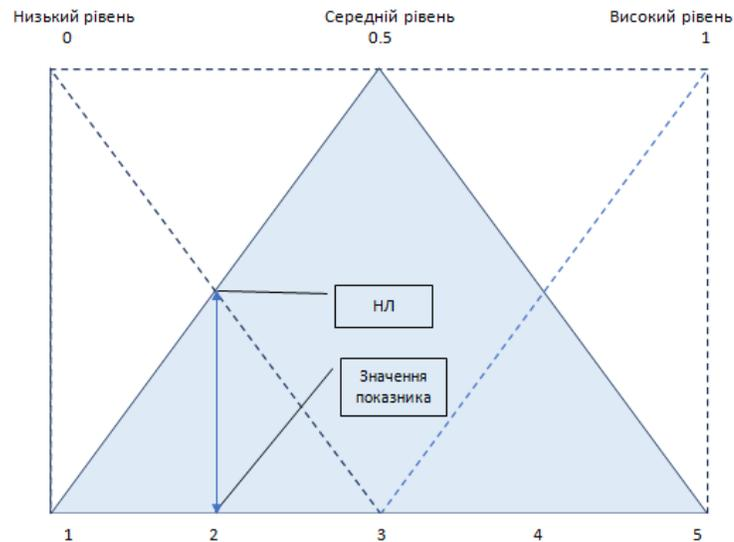 Низький рівень Середній рівень Високий рівень
0 0.5 1
НЛ
Значення
показника
1 2 3 4 5